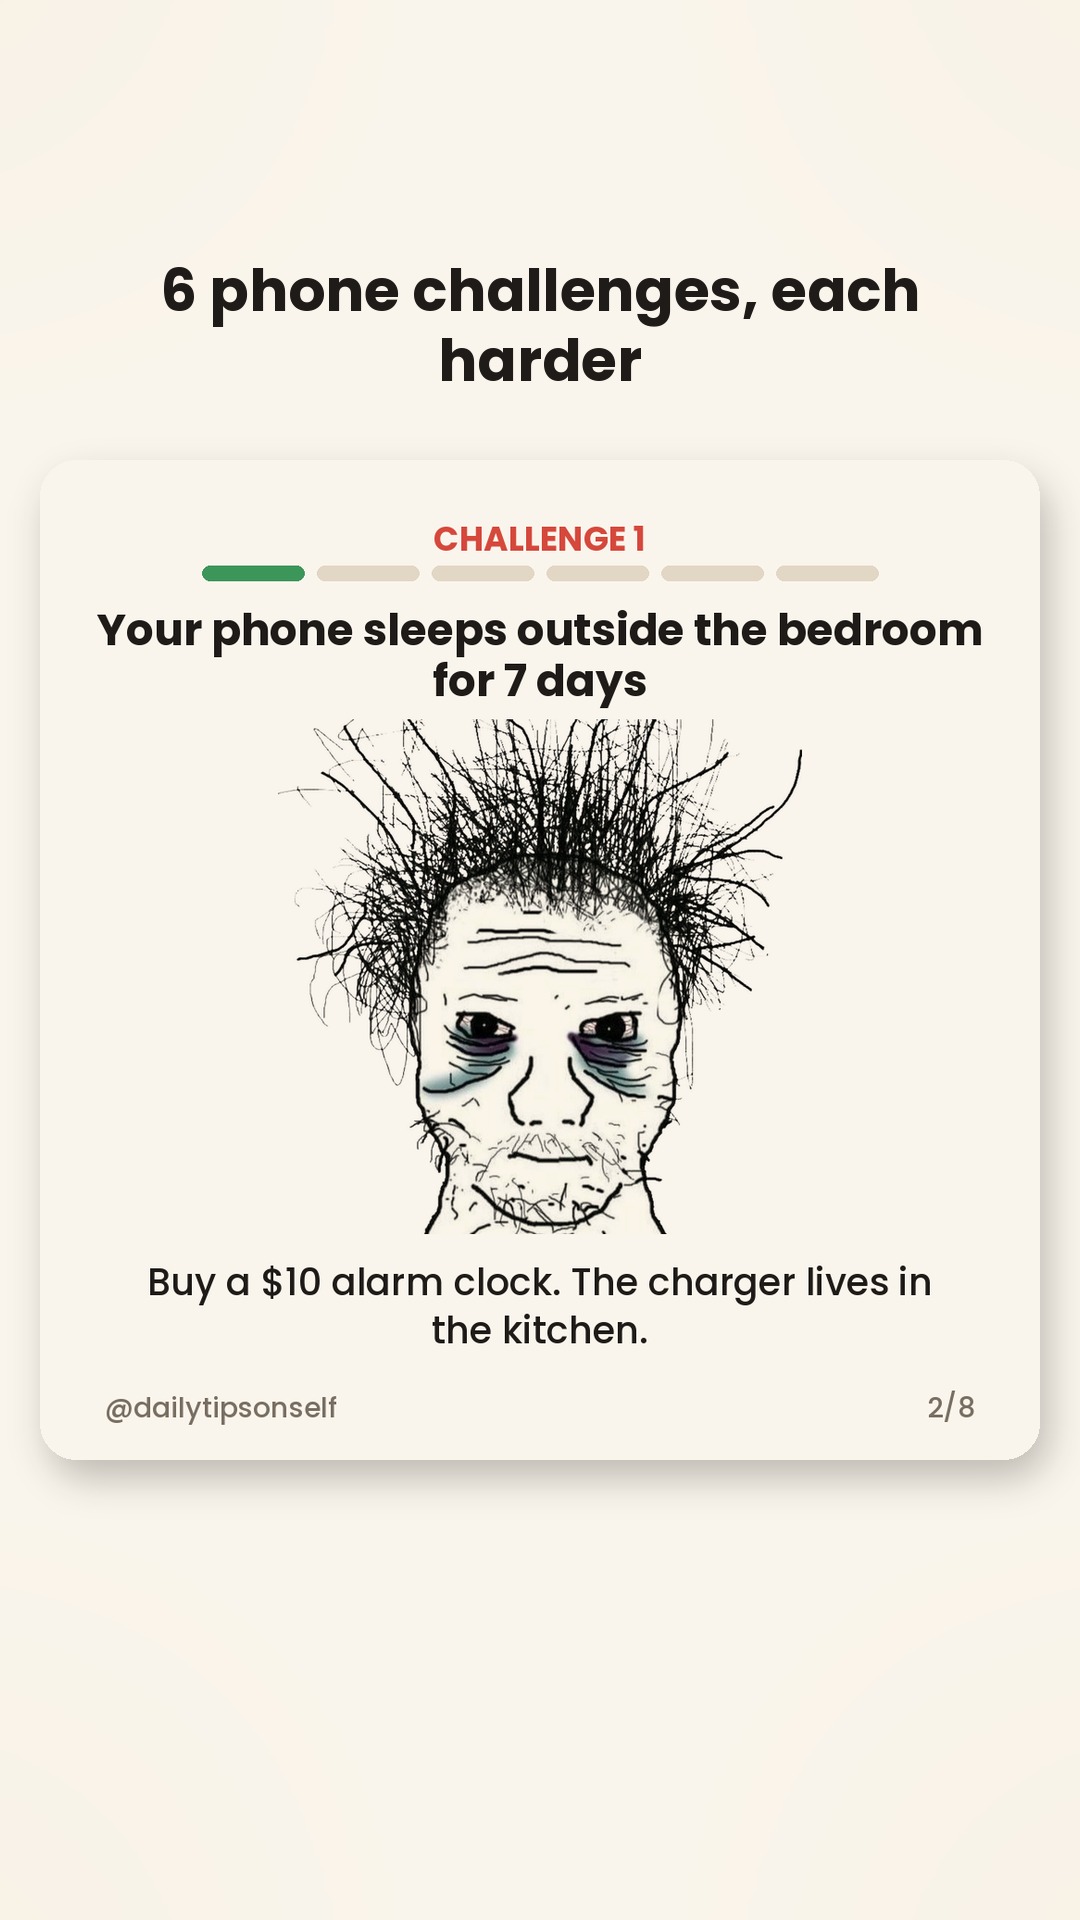 6 phone challenges, each
harder
CHALLENGE 1
Your phone sleeps outside the bedroom
for 7 days
Buy a $10 alarm clock. The charger lives in
the kitchen.
@dailytipsonself
2/8